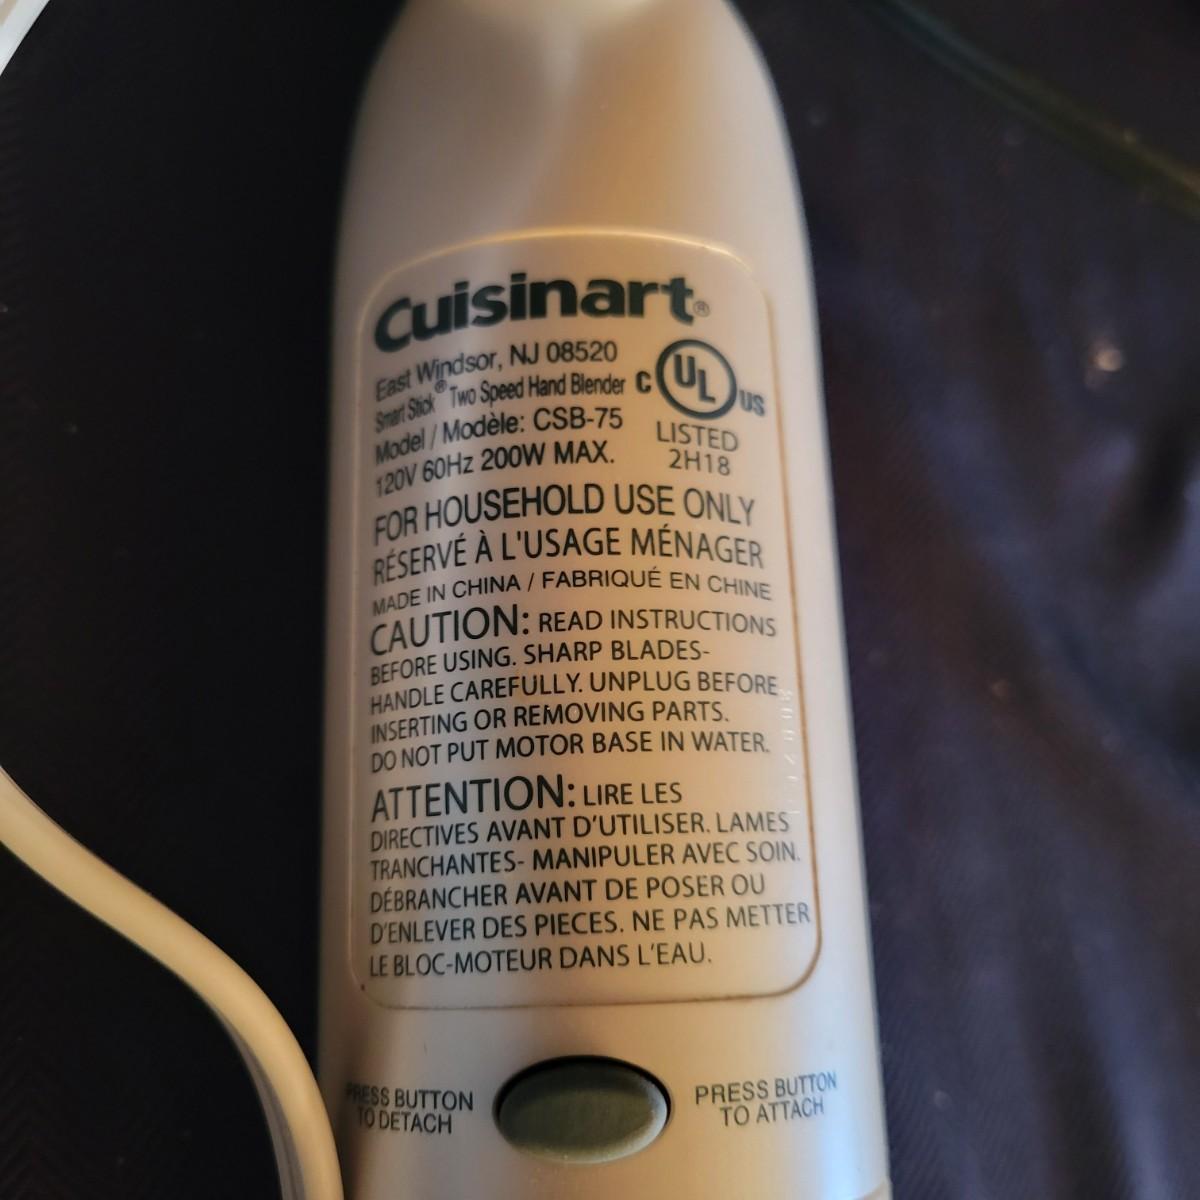 Cuisinart®
East Windsor, NJ 08520
Smart Stick® Two Speed Hand Blender
Model / Modèle: CSB-75
120V 60Hz 200W MAX.
C UL US
LISTED
2H18
FOR HOUSEHOLD USE ONLY
RÉSERVÉ À L'USAGE MÉNAGER
MADE IN CHINA / FABRIQUÉ EN CHINE
CAUTION: READ INSTRUCTIONS
BEFORE USING. SHARP BLADES-
HANDLE CAREFULLY. UNPLUG BEFORE
INSERTING OR REMOVING PARTS.
DO NOT PUT MOTOR BASE IN WATER.
ATTENTION: LIRE LES
DIRECTIVES AVANT D'UTILISER. LAMES
TRANCHANTES- MANIPULER AVEC SOIN.
DÉBRANCHER AVANT DE POSER OU
D'ENLEVER DES PIECES. NE PAS METTER
LE BLOC-MOTEUR DANS L'EAU.
PRESS BUTTON
TO DETACH
PRESS BUTTON
TO ATTACH